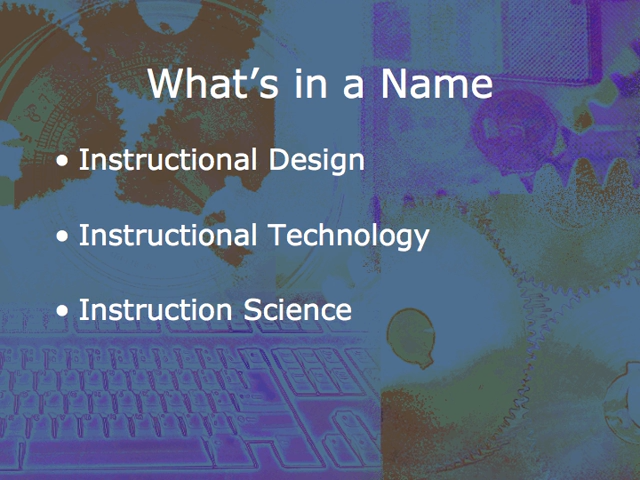 What’s in a Name
• Instructional Design
• Instructional Technology
• Instruction Science